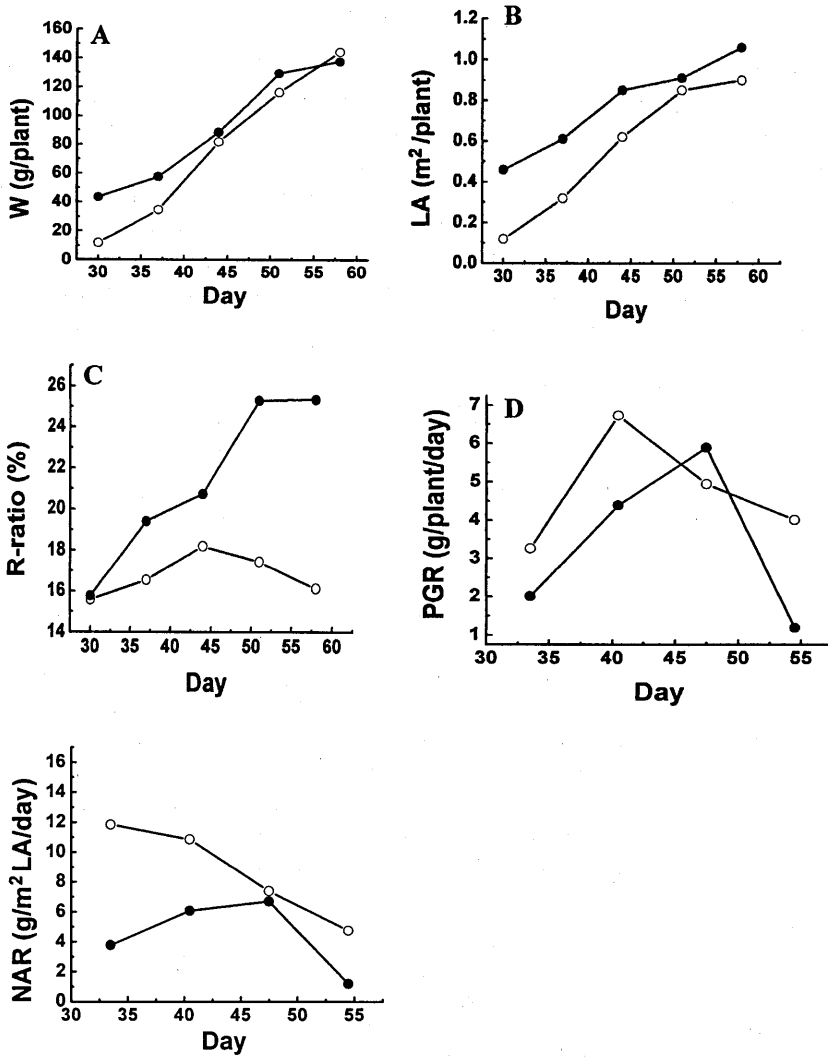 A
160
140
120
100
80
60
40
20
0
W (g/plant)
30 35 40 45 50 55 60
Day
B
1.2
1.0
0.8
0.6
0.4
0.2
0.0
LA (m²/plant)
30 35 40 45 50 55 60
Day
C
26
24
22
20
18
16
14
R-ratio (%)
30 35 40 45 50 55 60
Day
D
7
6
5
4
3
2
1
PGR (g/plant/day)
30 35 40 45 50 55
Day
16
14
12
10
8
6
4
2
0
NAR (g/m² LA/day)
30 35 40 45 50 55
Day